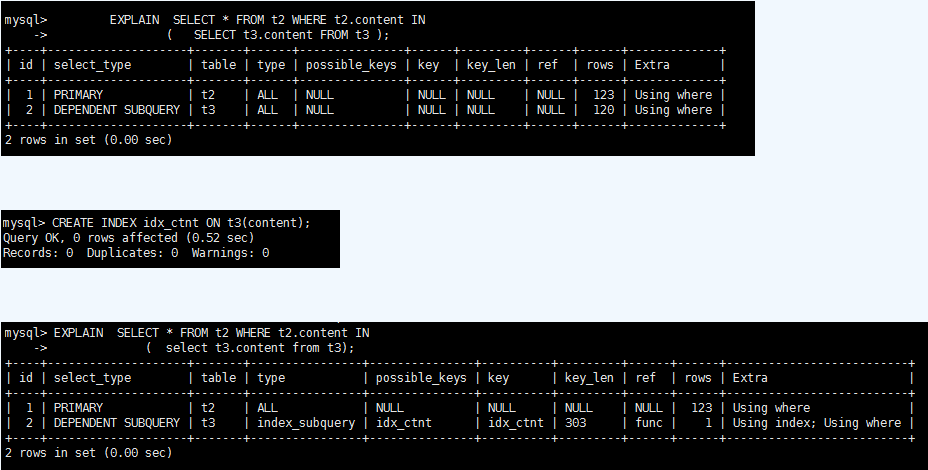 mysql>         EXPLAIN  SELECT * FROM t2 WHERE t2.content IN
    ->                 (   SELECT t3.content FROM t3 );
+----+--------------------+-------+------+---------------+------+---------+------+------+-------------+
| id | select_type        | table | type | possible_keys | key  | key_len | ref  | rows | Extra       |
+----+--------------------+-------+------+---------------+------+---------+------+------+-------------+
|  1 | PRIMARY            | t2    | ALL  | NULL          | NULL | NULL    | NULL |  123 | Using where |
|  2 | DEPENDENT SUBQUERY | t3    | ALL  | NULL          | NULL | NULL    | NULL |  120 | Using where |
+----+--------------------+-------+------+---------------+------+---------+------+------+-------------+
2 rows in set (0.00 sec)
mysql> CREATE INDEX idx_ctnt ON t3(content);
Query OK, 0 rows affected (0.52 sec)
Records: 0  Duplicates: 0  Warnings: 0
mysql> EXPLAIN  SELECT * FROM t2 WHERE t2.content IN
    ->              (  select t3.content from t3);
+----+--------------------+-------+----------------+---------------+----------+---------+------+------+--------------------------+
| id | select_type        | table | type           | possible_keys | key      | key_len | ref  | rows | Extra                    |
+----+--------------------+-------+----------------+---------------+----------+---------+------+------+--------------------------+
|  1 | PRIMARY            | t2    | ALL            | NULL          | NULL     | NULL    | NULL |  123 | Using where              |
|  2 | DEPENDENT SUBQUERY | t3    | index_subquery | idx_ctnt      | idx_ctnt | 303     | func |    1 | Using index; Using where |
+----+--------------------+-------+----------------+---------------+----------+---------+------+------+--------------------------+
2 rows in set (0.00 sec)